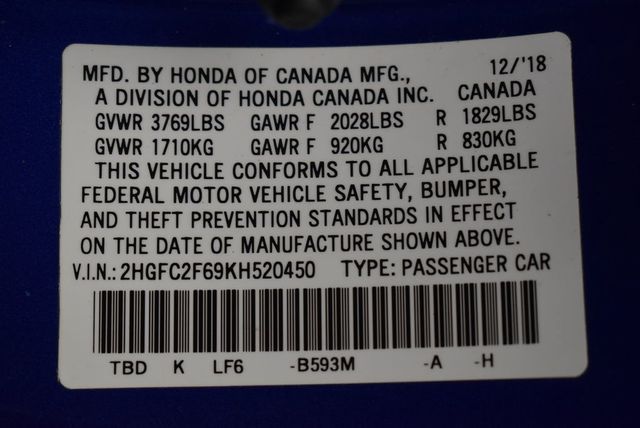 MFD. BY HONDA OF CANADA MFG., 12/'18
A DIVISION OF HONDA CANADA INC. CANADA
GVWR 3769LBS GAWR F 2028LBS R 1829LBS
GVWR 1710KG GAWR F 920KG R 830KG
THIS VEHICLE CONFORMS TO ALL APPLICABLE
FEDERAL MOTOR VEHICLE SAFETY, BUMPER,
AND THEFT PREVENTION STANDARDS IN EFFECT
ON THE DATE OF MANUFACTURE SHOWN ABOVE.
V.I.N.: 2HGFC2F69KH520450 TYPE: PASSENGER CAR
TBD K LF6 -B593M -A -H